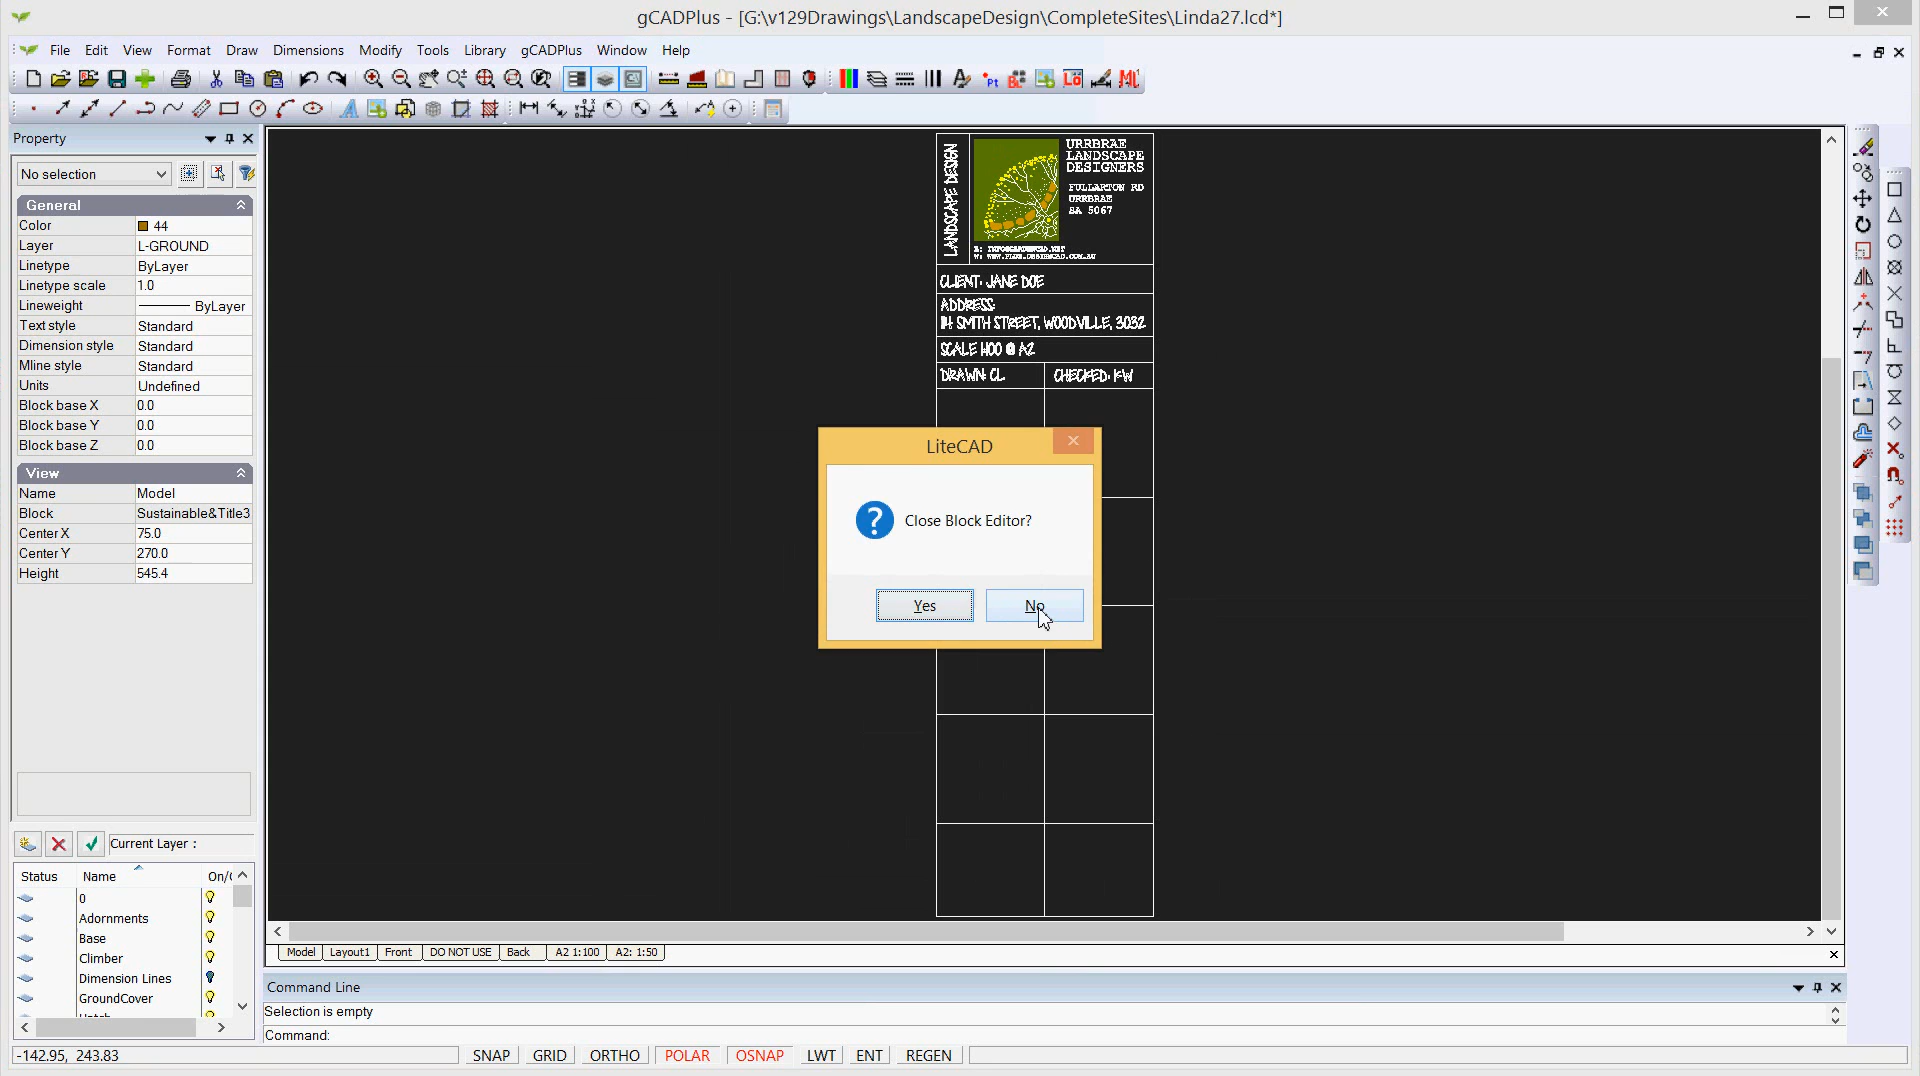 gCADPlus - [G:\v129Drawings\LandscapeDesign\CompleteSites\Linda27.lcd*]
File Edit View Format Draw Dimensions Modify Tools Library gCADPlus Window Help
Property
No selection
General
Color 44
Layer L-GROUND
Linetype ByLayer
Linetype scale 1.0
Lineweight ByLayer
Text style Standard
Dimension style Standard
Mline style Standard
Units Undefined
Block base X 0.0
Block base Y 0.0
Block base Z 0.0
View
Name Model
Block Sustainable&Title3
Center X 75.0
Center Y 270.0
Height 545.4
Current Layer :
Status Name On/
0
Adornments
Base
Climber
Dimension Lines
GroundCover
LANDSCAPE DESIGN
URRBRAE
LANDSCAPE
DESIGNERS
FULLARTON RD
URRBRAE
SA 5067
CLIENT: JANE DOE
ADDRESS:
114 SMITH STREET, WOODVILLE, 3032
SCALE 1:100 @ A2
DRAWN: CL
CHECKED: KW
LiteCAD
Close Block Editor?
Yes No
Model Layout1 Front DO NOT USE Back A2 1:100 A2: 1:50
Command Line
Selection is empty
Command:
-142.95, 243.83 SNAP GRID ORTHO POLAR OSNAP LWT ENT REGEN